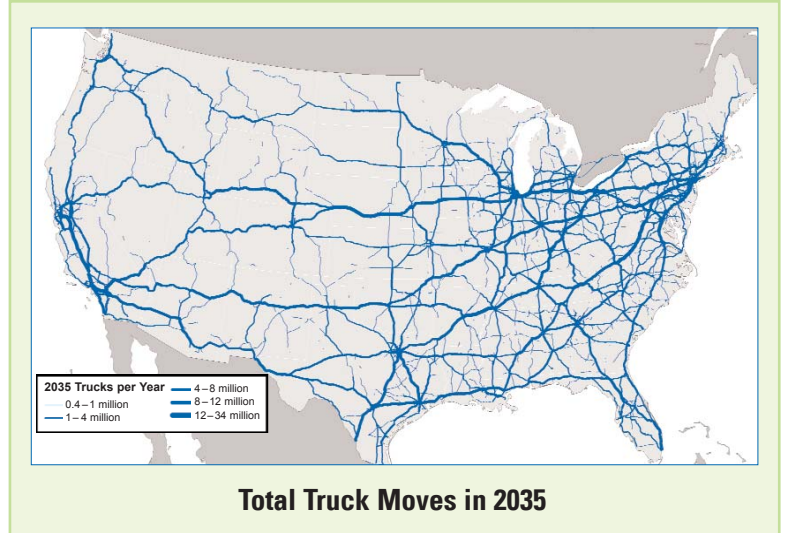 2035 Trucks per Year
0.4–1 million
1–4 million
4–8 million
8–12 million
12–34 million
Total Truck Moves in 2035